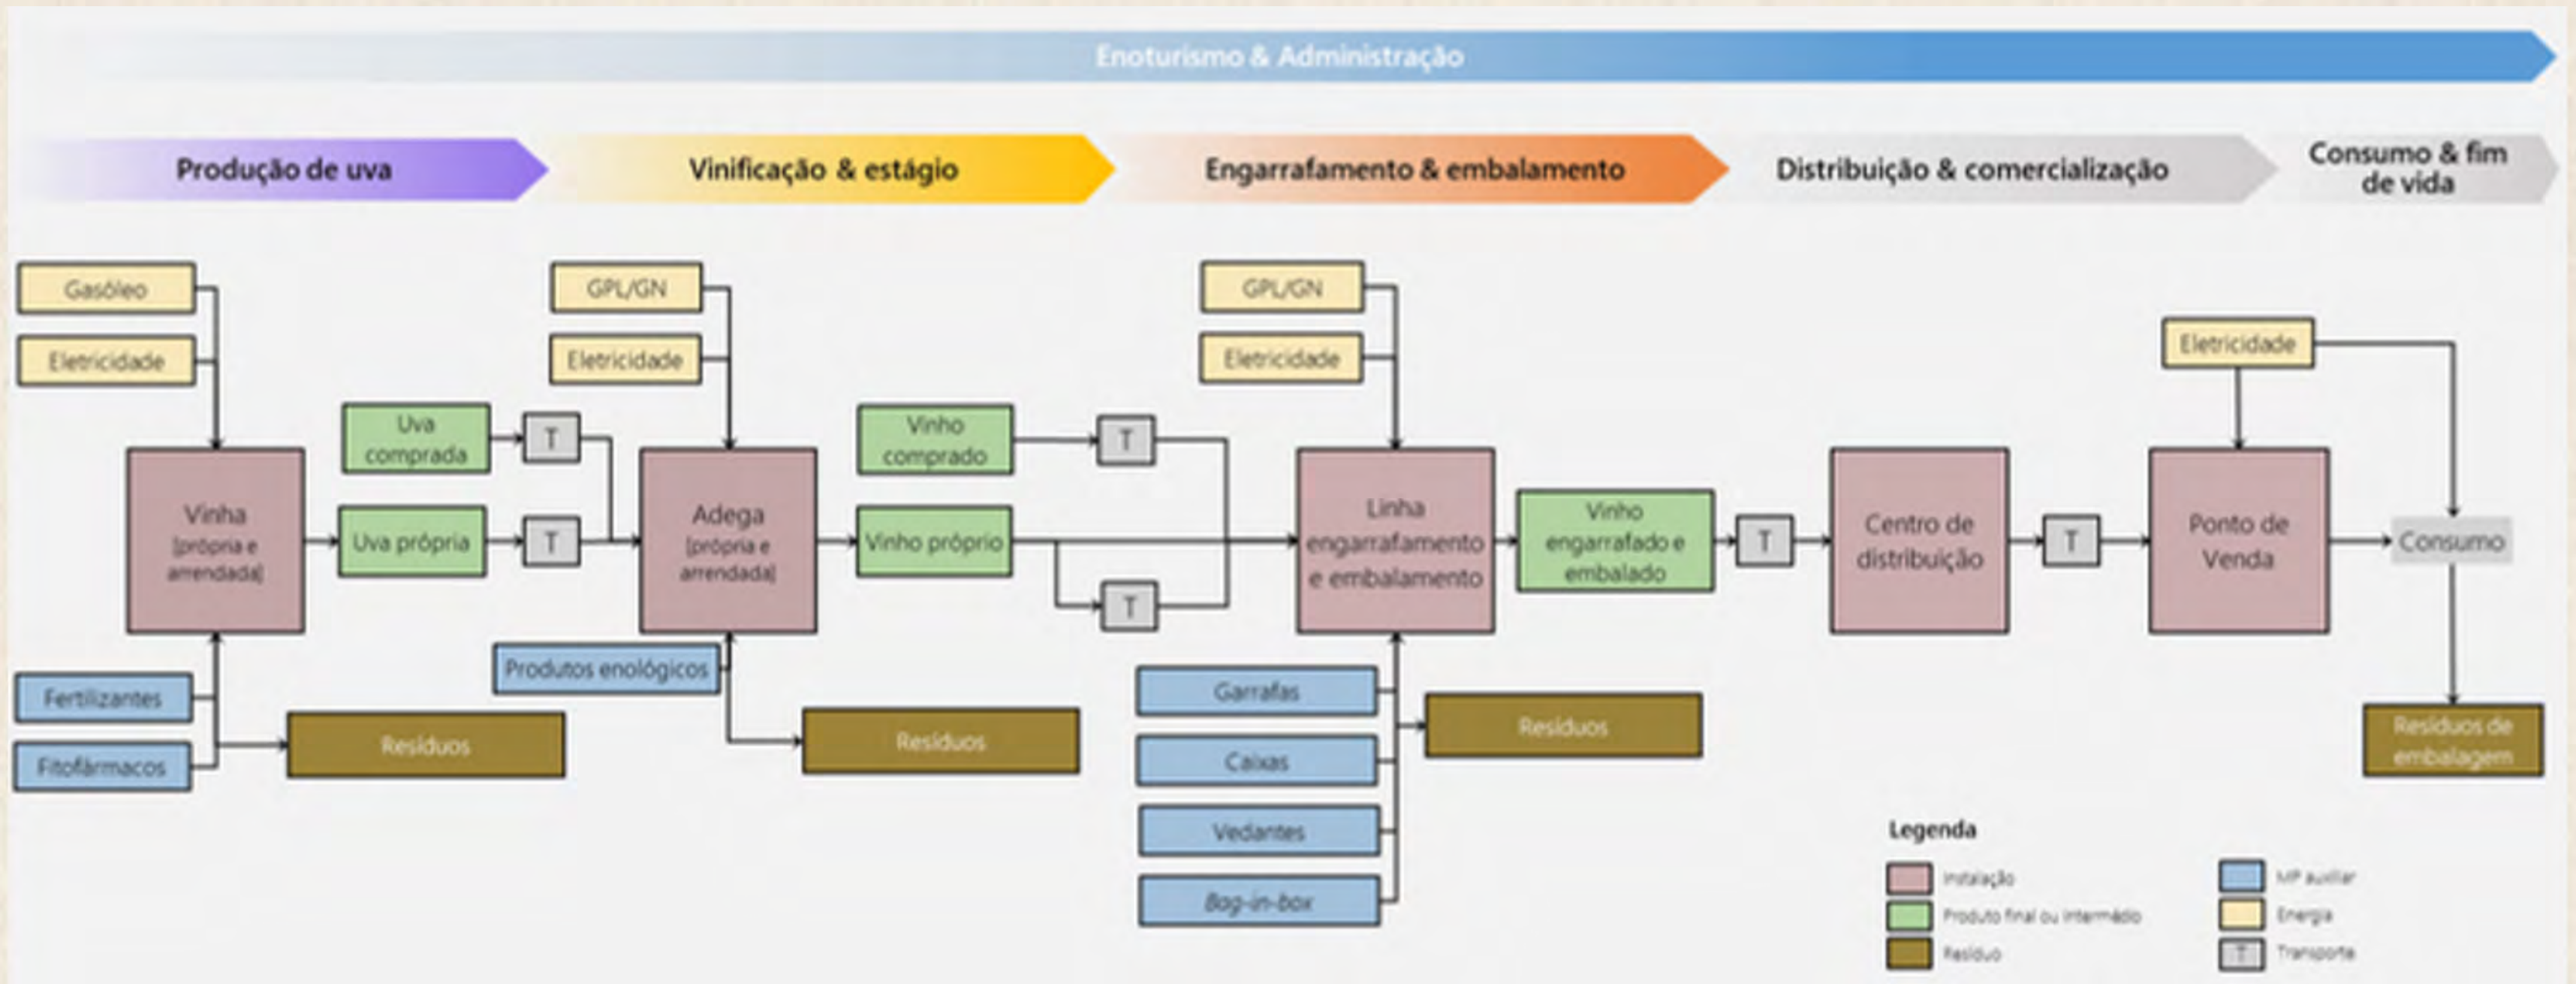 Enoturismo & Administração
Produção de uva
Vinificação & estágio
Engarrafamento & embalamento
Distribuição & comercialização
Consumo & fim
de vida
Gasóleo
Eletricidade
GPL/GN
Eletricidade
GPL/GN
Eletricidade
Eletricidade
Uva
comprada
T
Vinho
comprado
T
Vinha
(própria e
arrendada)
Uva própria
T
Adega
(própria e
arrendada)
Vinho próprio
T
Linha
engarrafamento
e embalamento
Vinho
engarrafado e
embalado
T
Centro de
distribuição
T
Ponto de
Venda
Consumo
Fertilizantes
Fitofármacos
Resíduos
Produtos enológicos
Resíduos
Garrafas
Caixas
Vedantes
Bag-in-box
Resíduos
Resíduos de
embalagem
Legenda
Instalação
Produto final ou intermédio
Resíduo
MP auxiliar
Energia
T
Transporte